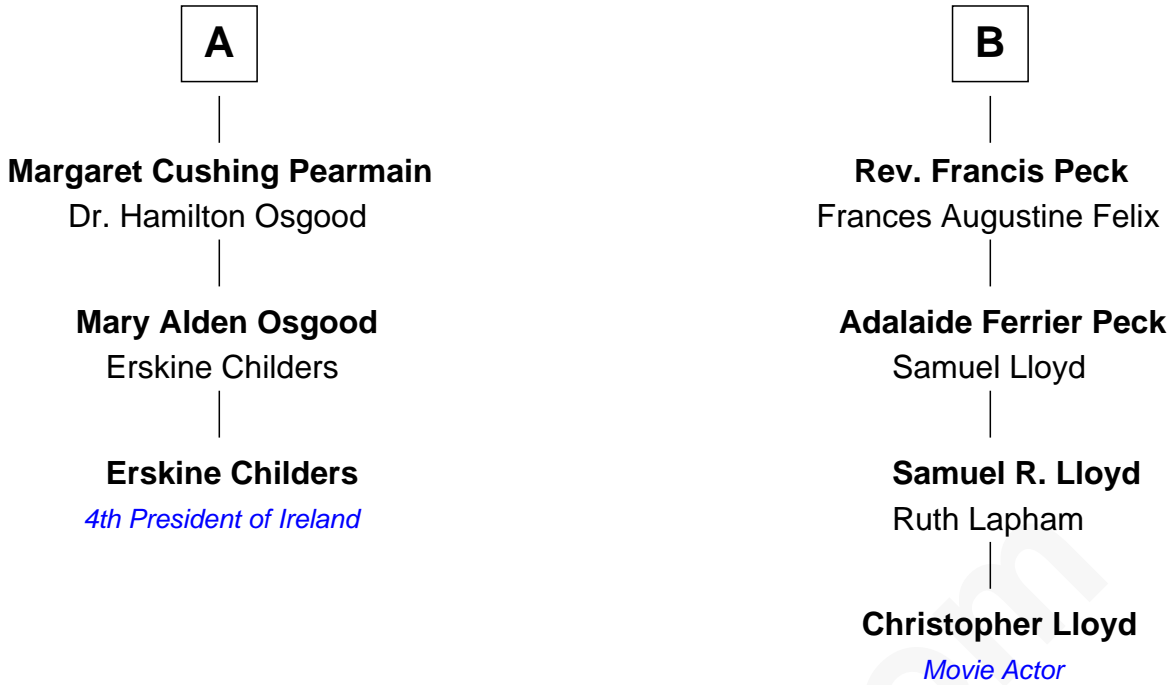 A
Margaret Cushing Pearmain
Dr. Hamilton Osgood
Mary Alden Osgood
Erskine Childers
Erskine Childers
4th President of Ireland
B
Rev. Francis Peck
Frances Augustine Felix
Adalaide Ferrier Peck
Samuel Lloyd
Samuel R. Lloyd
Ruth Lapham
Christopher Lloyd
Movie Actor